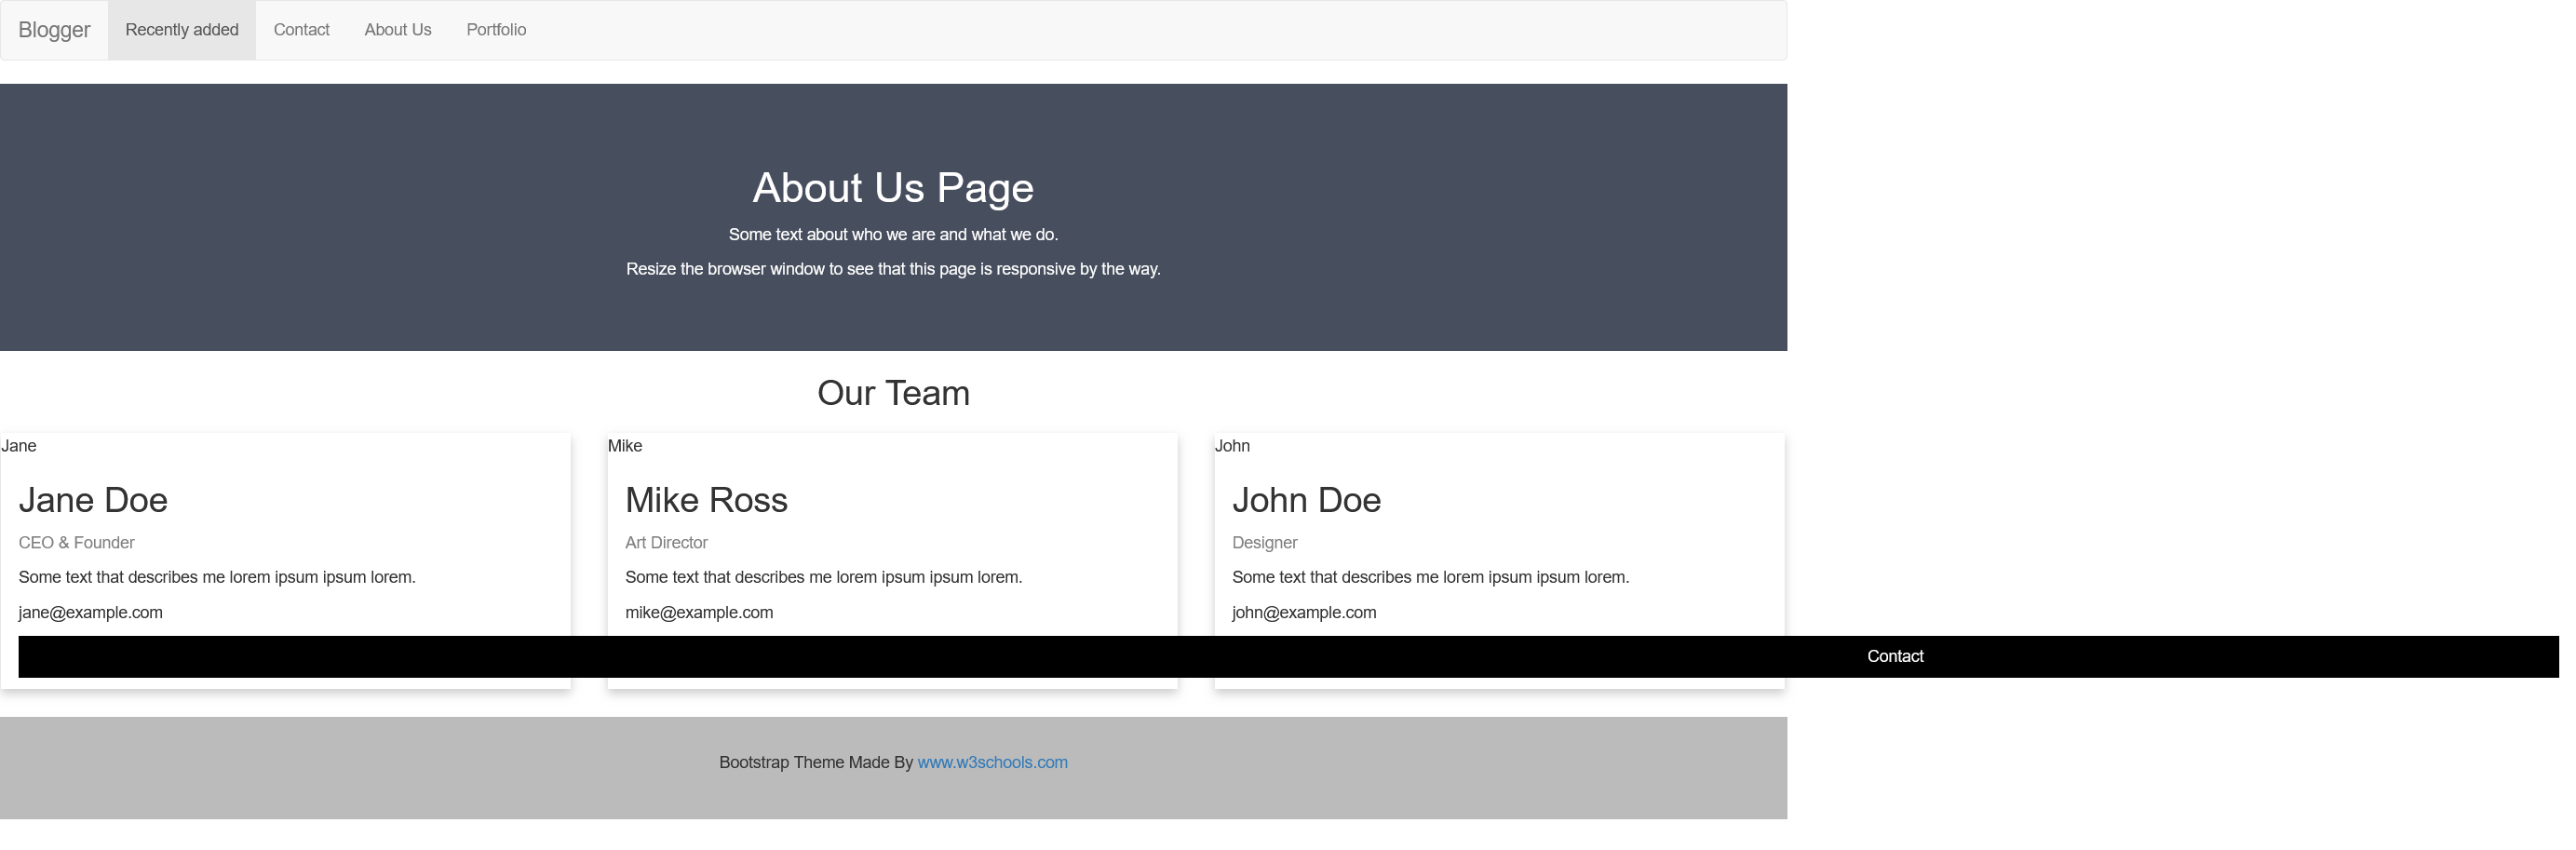 Blogger Recently added Contact About Us Portfolio
About Us Page
Some text about who we are and what we do.
Resize the browser window to see that this page is responsive by the way.
Our Team
Jane
Jane Doe
CEO & Founder
Some text that describes me lorem ipsum ipsum lorem.
jane@example.com
Mike
Mike Ross
Art Director
Some text that describes me lorem ipsum ipsum lorem.
mike@example.com
John
John Doe
Designer
Some text that describes me lorem ipsum ipsum lorem.
john@example.com
Contact
Bootstrap Theme Made By www.w3schools.com